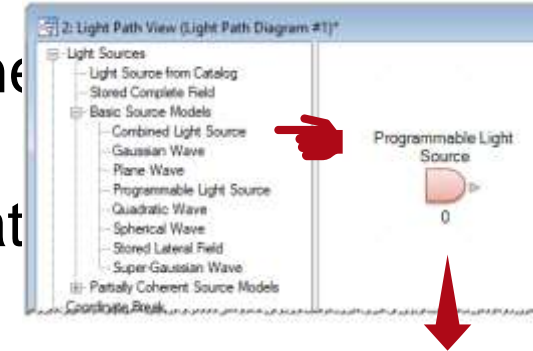 2: Light Path View (Light Path Diagram #1)*
ne
Light Sources
Light Source from Catalog
Stored Complete Field
Basic Source Models
Combined Light Source
Gaussian Wave
Plane Wave
Programmable Light Source
Quadratic Wave
Spherical Wave
Stored Lateral Field
Super-Gaussian Wave
Partially Coherent Source Models
Coordinate Break
at
Programmable Light
Source
0